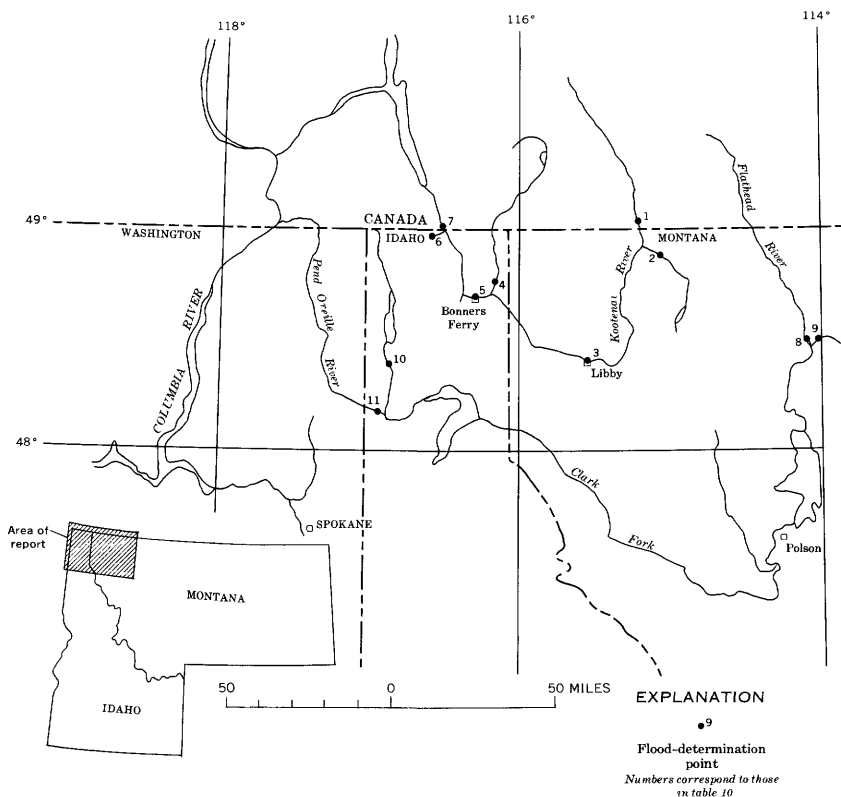 118°
116°
114°
49°
WASHINGTON
CANADA
IDAHO
MONTANA
7
6
5
4
1
2
3
8
9
10
11
Bonners
Ferry
Libby
Kootenai River
Flathead River
Pend Oreille River
COLUMBIA RIVER
48°
Clark Fork
SPOKANE
Polson
Area of
report
MONTANA
IDAHO
50 0 50 MILES
EXPLANATION
9
Flood-determination
point
Numbers correspond to those
in table 10